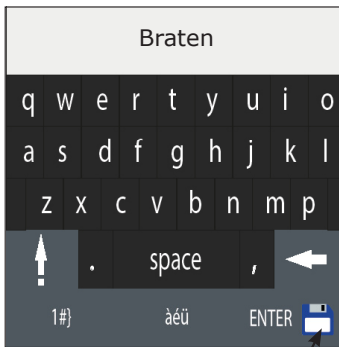 Braten
q w e r t y u i o
a s d f g h j k l
z x c v b n m p
. space ,
1#} àéü ENTER